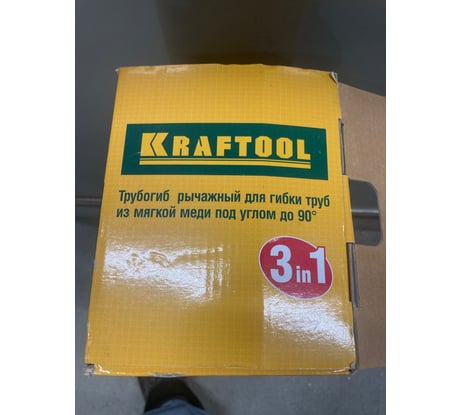 KRAFTOOL
Трубогиб рычажный для гибки труб
из мягкой меди под углом до 90°
3 in 1